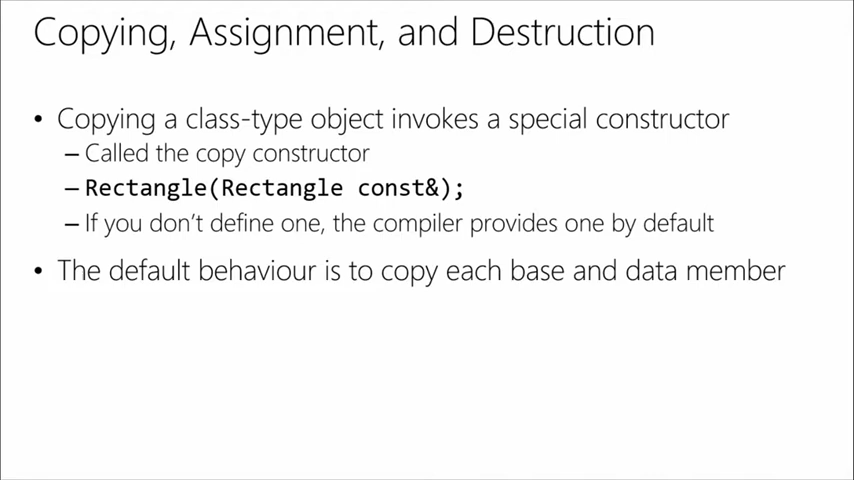 Copying, Assignment, and Destruction
• Copying a class-type object invokes a special constructor
– Called the copy constructor
– Rectangle(Rectangle const&);
– If you don’t define one, the compiler provides one by default
• The default behaviour is to copy each base and data member